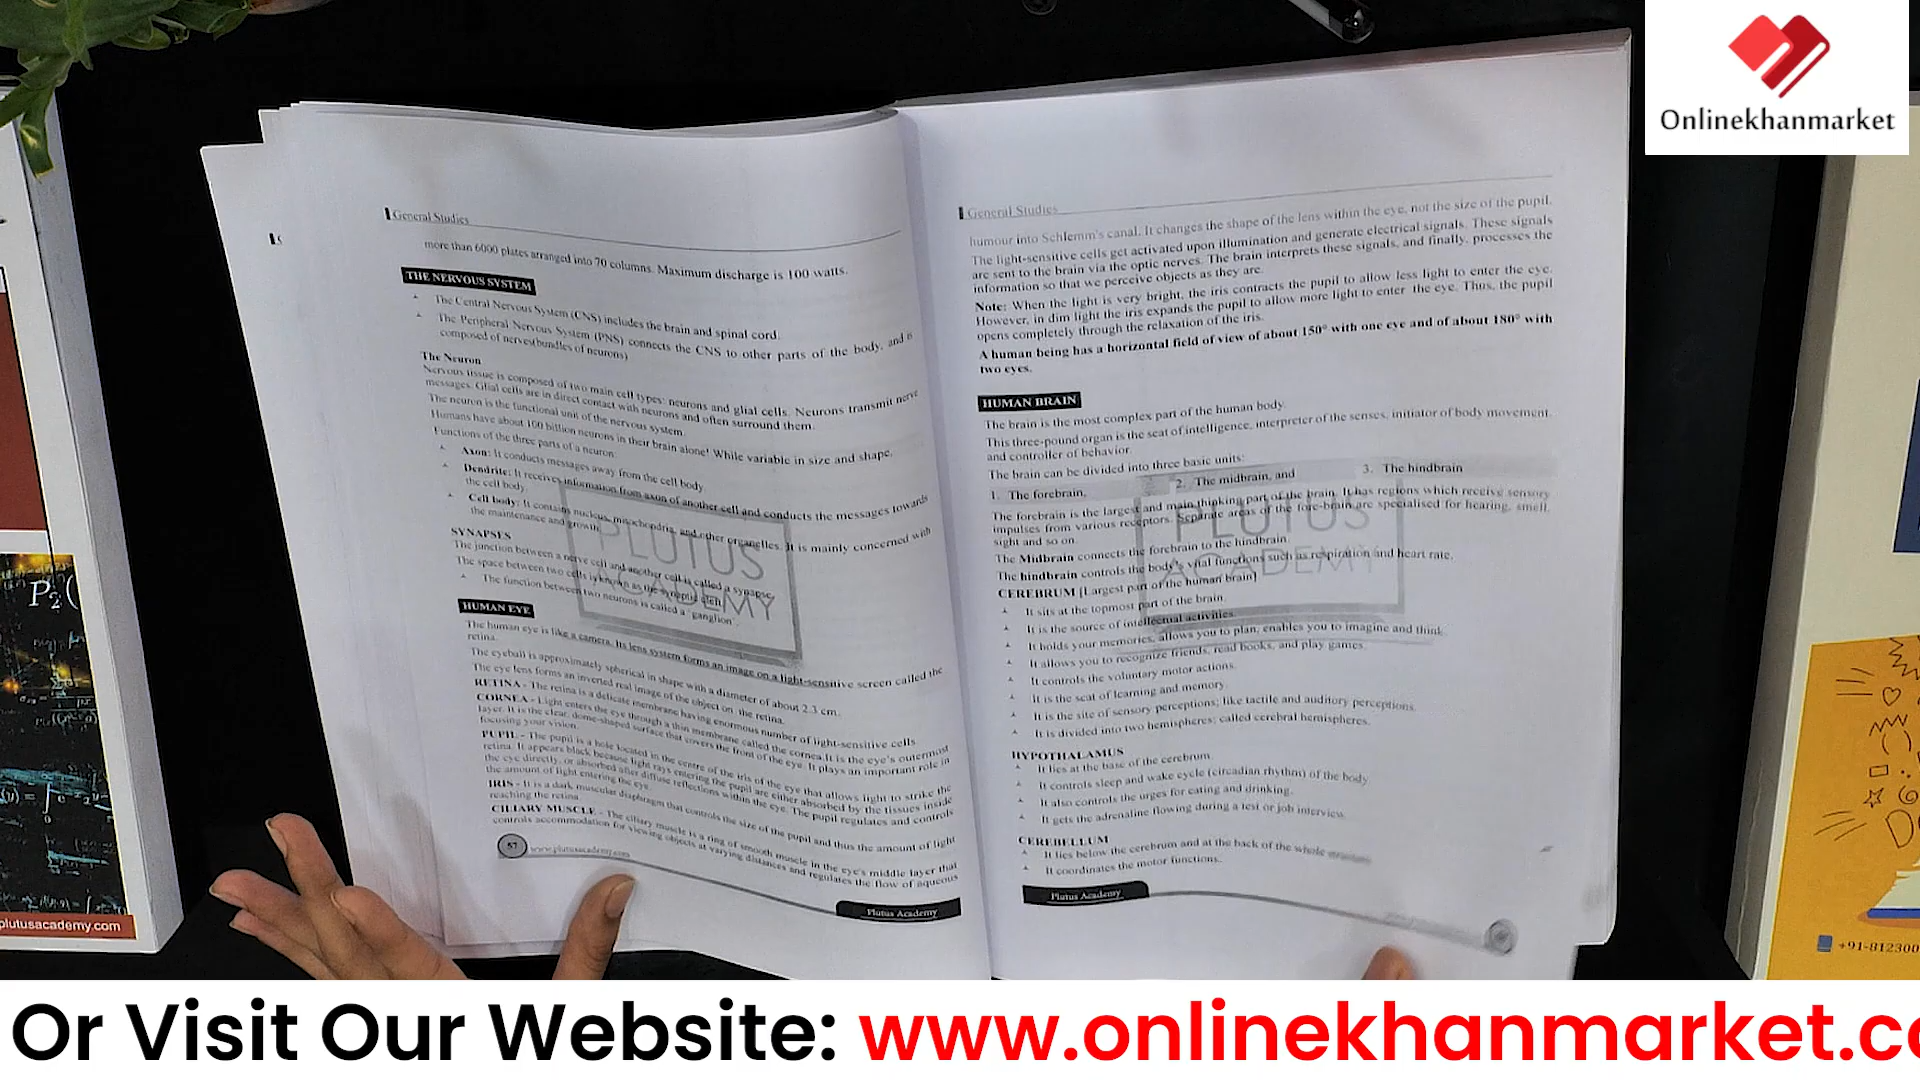 General Studies
more than 6000 plates arranged into 70 columns. Maximum discharge is 100 watts.
THE NERVOUS SYSTEM
The Central Nervous System (CNS) includes the brain and spinal cord.
The Peripheral Nervous System (PNS) connects the CNS to other parts of the body, and is
composed of nerves(bundles of neurons)
The Neuron
Nervous tissue is composed of two main cell types: neurons and glial cells. Neurons transmit nerve
messages. Glial cells are in direct contact with neurons and often surround them.
The neuron is the functional unit of the nervous system.
Humans have about 100 billion neurons in their brain alone! While variable in size and shape.
Functions of the three parts of a neuron:
Axon: It conducts messages away from the cell body.
Dendrite: It receives information from axon of another cell and conducts the messages towards
the cell body.
Cell body: It contains nucleus, mitochondria, and other organelles. It is mainly concerned with
the maintenance and growth.
SYNAPSES
The junction between a nerve cell and another cell is called a synapse.
The space between two cells is known as the synaptic cleft.
The function between two neurons is called a "ganglion".
HUMAN EYE
The human eye is like a camera. Its lens system forms an image on a light-sensitive screen called the
retina.
The eyeball is approximately spherical in shape with a diameter of about 2.3 cm.
The eye lens forms an inverted real image of the object on the retina.
RETINA - The retina is a delicate membrane having enormous number of light-sensitive cells
CORNEA - Light enters the eye through a thin membrane called the cornea.It is the eye's outermost
layer. It is the clear, dome-shaped surface that covers the front of the eye. It plays an important role in
focusing your vision.
PUPIL - The pupil is a hole located in the centre of the iris of the eye that allows light to strike the
retina. It appears black because light rays entering the pupil are either absorbed by the tissues inside
the eye directly, or absorbed after diffuse reflections within the eye. The pupil regulates and controls
the amount of light entering the eye.
IRIS - It is a dark muscular diaphragm that controls the size of the pupil and thus the amount of light
reaching the retina
CILIARY MUSCLE - The ciliary muscle is a ring of smooth muscle in the eye's middle layer that
controls accommodation for viewing objects at varying distances and regulates the flow of aqueous
57
www.plutusacademy.com
Plutus Academy
General Studies
humour into Schlemm's canal. It changes the shape of the lens within the eye, not the size of the pupil.
The light-sensitive cells get activated upon illumination and generate electrical signals. These signals
are sent to the brain via the optic nerves. The brain interprets these signals, and finally, processes the
information so that we perceive objects as they are.
Note: When the light is very bright, the iris contracts the pupil to allow less light to enter the eye.
However, in dim light the iris expands the pupil to allow more light to enter the eye. Thus, the pupil
opens completely through the relaxation of the iris.
A human being has a horizontal field of view of about 150° with one eye and of about 180° with
two eyes.
HUMAN BRAIN
The brain is the most complex part of the human body.
This three-pound organ is the seat of intelligence, interpreter of the senses, initiator of body movement,
and controller of behavior.
The brain can be divided into three basic units:
1. The forebrain, 2. The midbrain, and 3. The hindbrain
The forebrain is the largest and main thinking part of the brain. It has regions which receive sensory
impulses from various receptors. Separate areas of the fore-brain are specialised for hearing, smell,
sight and so on.
The Midbrain connects the forebrain to the hindbrain.
The hindbrain controls the body's vital functions such as respiration and heart rate,
CEREBRUM [Largest part of the human brain]
It sits at the topmost part of the brain.
It is the source of intellectual activities.
It holds your memories, allows you to plan, enables you to imagine and think.
It allows you to recognize friends, read books, and play games.
It controls the voluntary motor actions.
It is the seat of learning and memory.
It is the site of sensory perceptions; like tactile and auditory perceptions.
It is divided into two hemispheres; called cerebral hemispheres.
HYPOTHALAMUS
It lies at the base of the cerebrum.
It controls sleep and wake cycle (circadian rhythm) of the body.
It also controls the urges for eating and drinking.
It gets the adrenaline flowing during a test or job interview.
CEREBELLUM
It lies below the cerebrum and at the back of the whole
It coordinates the motor functions.
Plutus Academy
PLUTUS
ACADEMY
PLUTUS
ACADEMY
Onlinekhanmarket
plutusacademy.com
+91-812300
Or Visit Our Website: www.onlinekhanmarket.co